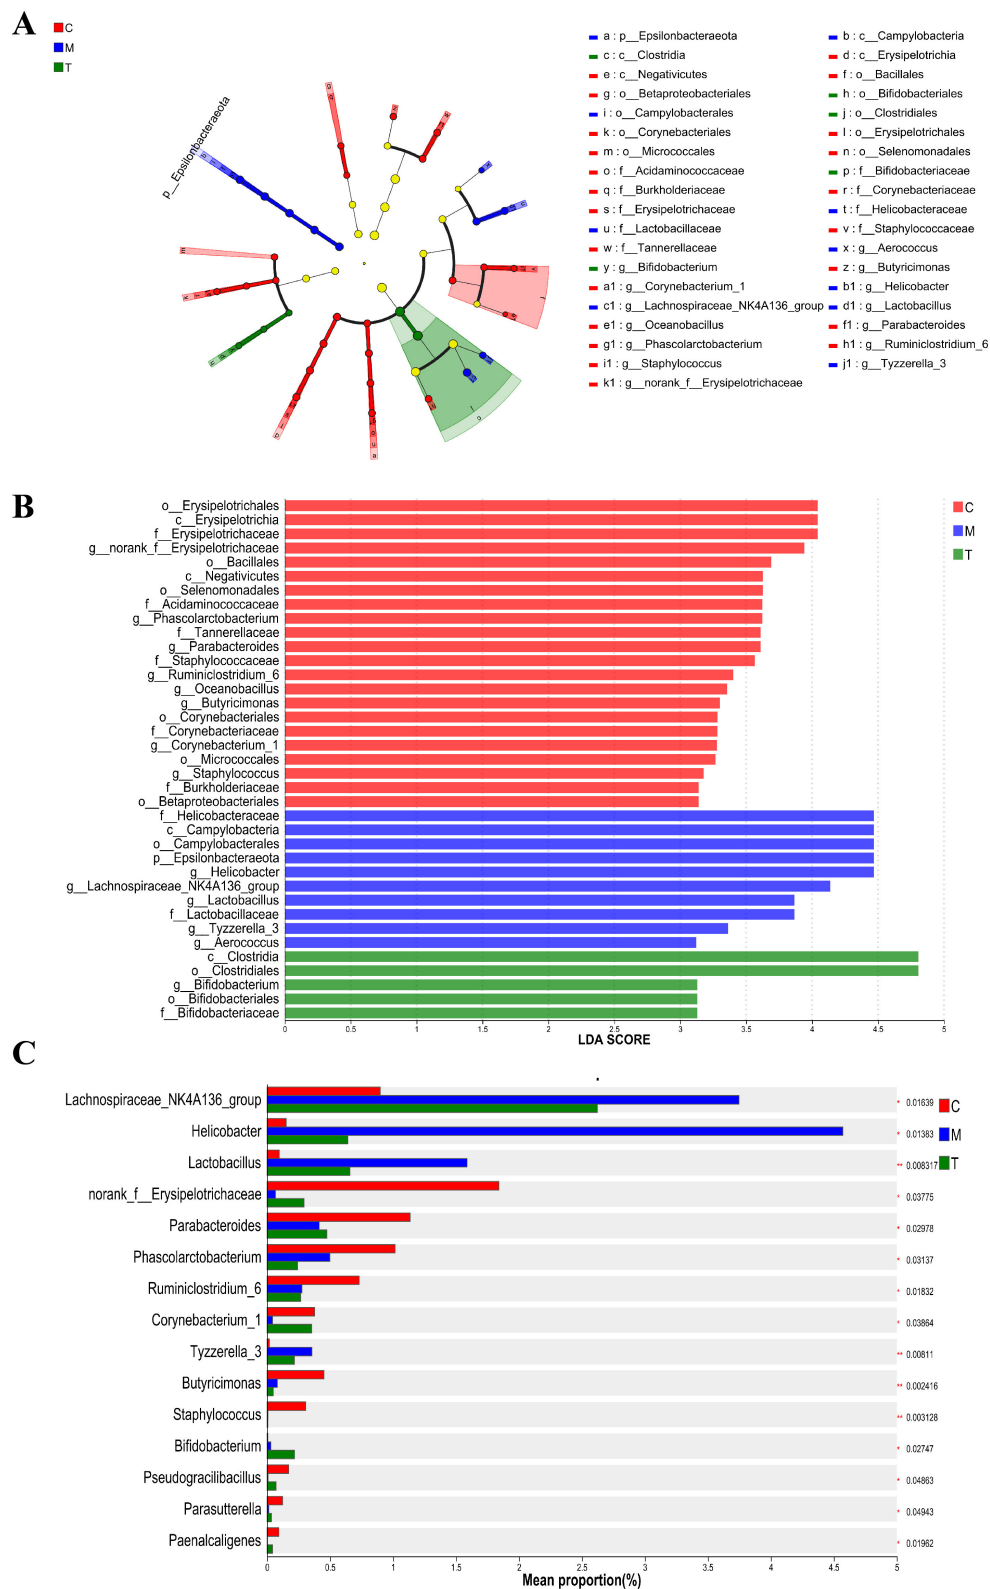 A
C
M
T
p__Epsilonbacteraeota
a : p__Epsilonbacteraeota
b : c__Campylobacteria
c : c__Clostridia
d : c__Erysipelotrichia
e : c__Negativicutes
f : o__Bacillales
g : o__Betaproteobacteriales
h : o__Bifidobacteriales
i : o__Campylobacterales
j : o__Clostridiales
k : o__Corynebacteriales
l : o__Erysipelotrichales
m : o__Micrococcales
n : o__Selenomonadales
o : f__Acidaminococcaceae
p : f__Bifidobacteriaceae
q : f__Burkholderiaceae
r : f__Corynebacteriaceae
s : f__Erysipelotrichaceae
t : f__Helicobacteraceae
u : f__Lactobacillaceae
v : f__Staphylococcaceae
w : f__Tannerellaceae
x : g__Aerococcus
y : g__Bifidobacterium
z : g__Butyricimonas
a1 : g__Corynebacterium_1
b1 : g__Helicobacter
c1 : g__Lachnospiraceae_NK4A136_group
d1 : g__Lactobacillus
e1 : g__Oceanobacillus
f1 : g__Parabacteroides
g1 : g__Phascolarctobacterium
h1 : g__Ruminiclostridium_6
i1 : g__Staphylococcus
j1 : g__Tyzzerella_3
k1 : g__norank_f__Erysipelotrichaceae
B
o__Erysipelotrichales
c__Erysipelotrichia
f__Erysipelotrichaceae
g__norank_f__Erysipelotrichaceae
o__Bacillales
c__Negativicutes
o__Selenomonadales
f__Acidaminococcaceae
g__Phascolarctobacterium
f__Tannerellaceae
g__Parabacteroides
f__Staphylococcaceae
g__Ruminiclostridium_6
g__Oceanobacillus
g__Butyricimonas
o__Corynebacteriales
f__Corynebacteriaceae
g__Corynebacterium_1
o__Micrococcales
g__Staphylococcus
f__Burkholderiaceae
o__Betaproteobacteriales
f__Helicobacteraceae
c__Campylobacteria
o__Campylobacterales
p__Epsilonbacteraeota
g__Helicobacter
g__Lachnospiraceae_NK4A136_group
g__Lactobacillus
f__Lactobacillaceae
g__Tyzzerella_3
g__Aerococcus
c__Clostridia
o__Clostridiales
g__Bifidobacterium
o__Bifidobacteriales
f__Bifidobacteriaceae
C
M
T
0 0.5 1 1.5 2 2.5 3 3.5 4 4.5 5
LDA SCORE
C
Lachnospiraceae_NK4A136_group * 0.01639
Helicobacter * 0.01383
Lactobacillus ** 0.008317
norank_f__Erysipelotrichaceae * 0.03775
Parabacteroides * 0.02978
Phascolarctobacterium * 0.03137
Ruminiclostridium_6 * 0.01832
Corynebacterium_1 * 0.03864
Tyzzerella_3 ** 0.00811
Butyricimonas ** 0.002416
Staphylococcus ** 0.003128
Bifidobacterium * 0.02747
Pseudogracilibacillus * 0.04863
Parasutterella * 0.04943
Paenalcaligenes * 0.01962
C
M
T
0 0.5 1 1.5 2 2.5 3 3.5 4 4.5 5
Mean proportion(%)